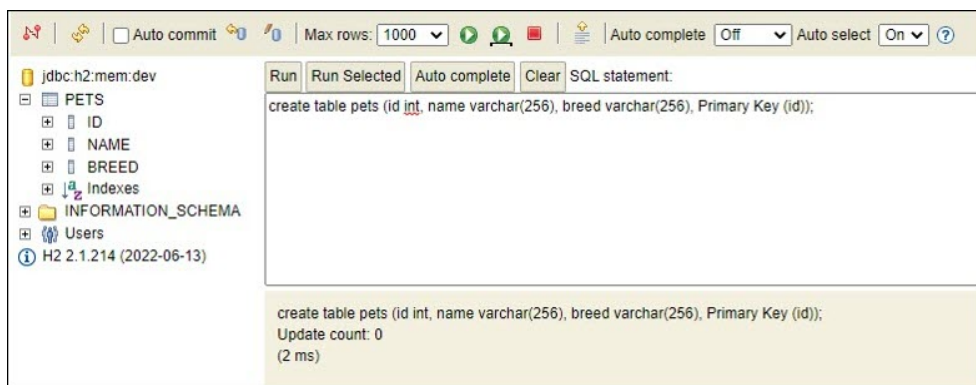 Auto commit
Max rows: 1000
Auto complete Off
Auto select On
jdbc:h2:mem:dev
PETS
ID
NAME
BREED
Indexes
INFORMATION_SCHEMA
Users
H2 2.1.214 (2022-06-13)
Run Run Selected Auto complete Clear SQL statement:
create table pets (id int, name varchar(256), breed varchar(256), Primary Key (id));
create table pets (id int, name varchar(256), breed varchar(256), Primary Key (id));
Update count: 0
(2 ms)